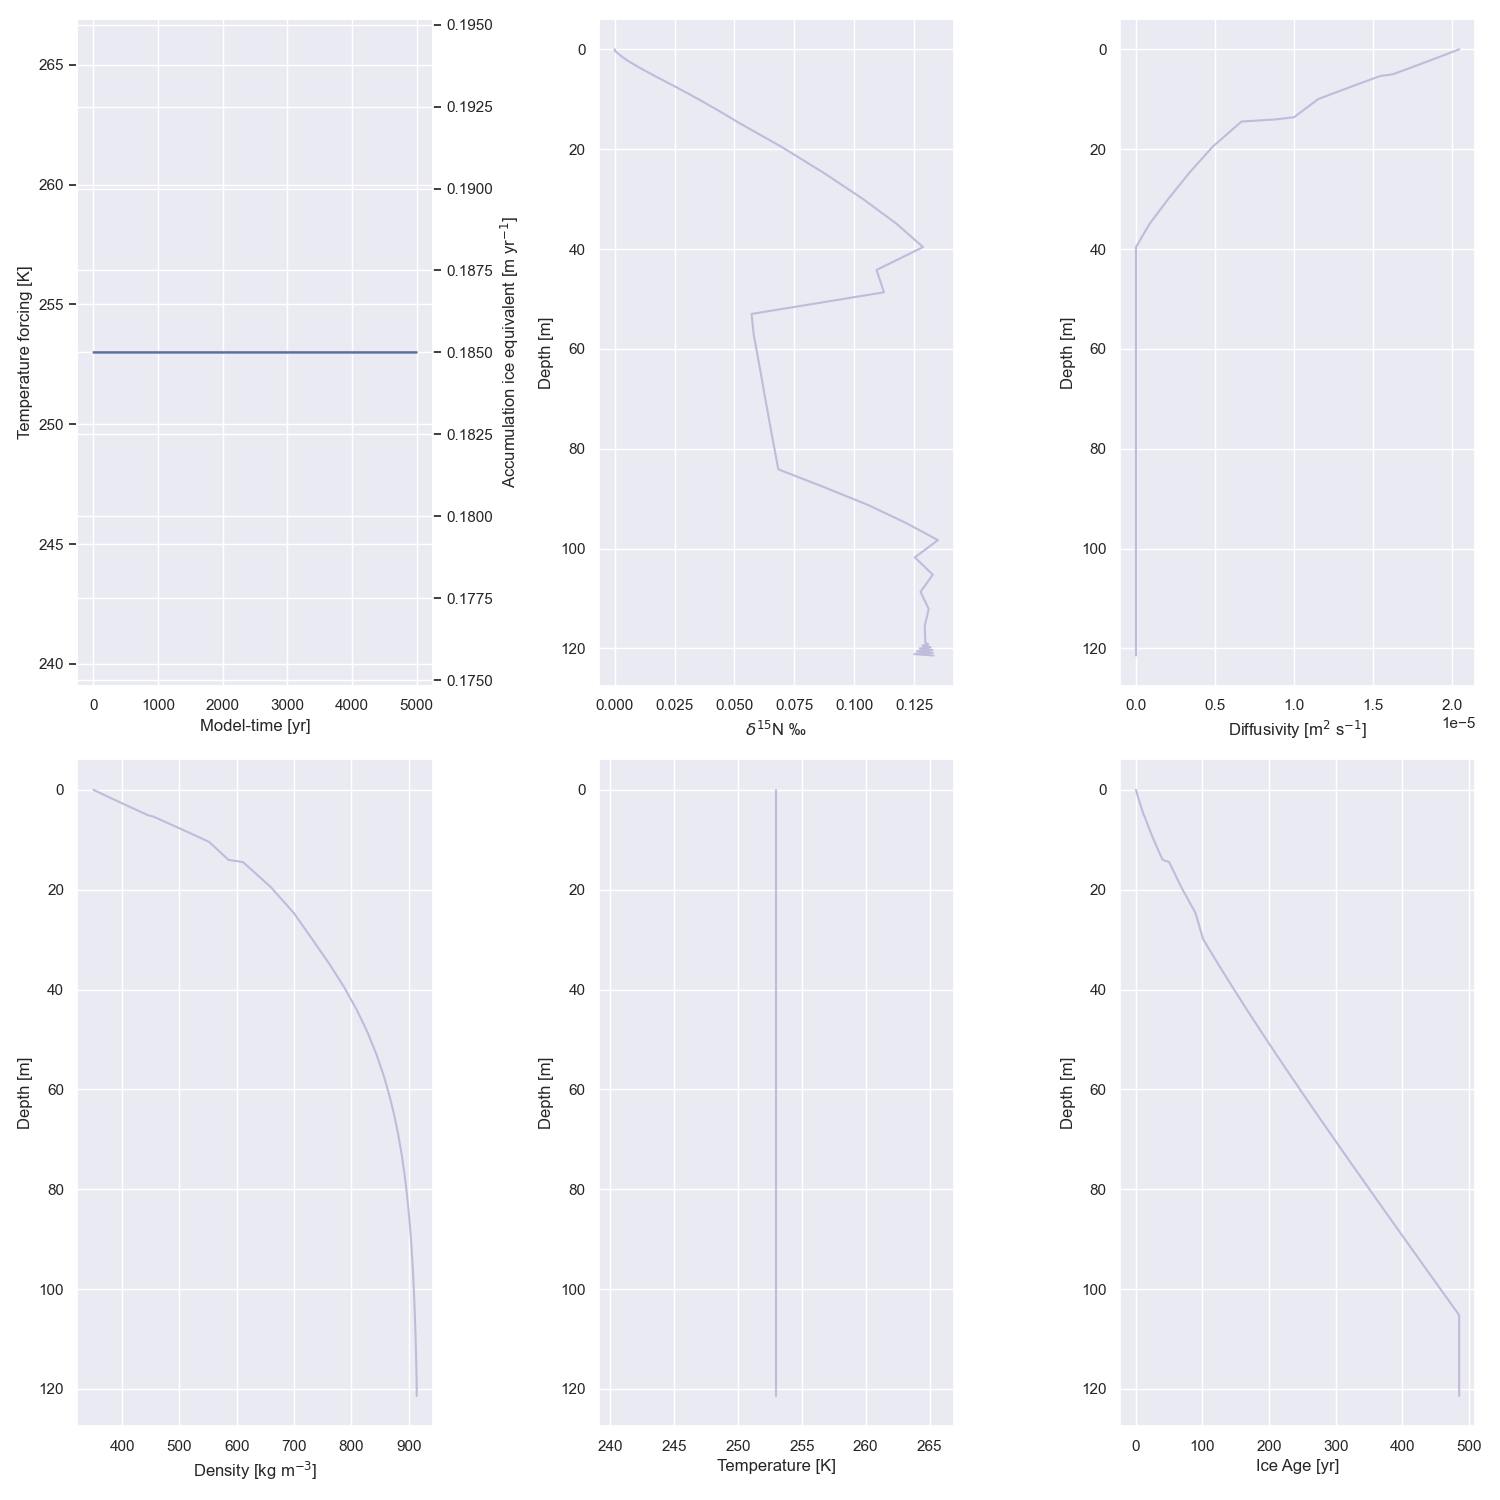 Temperature forcing [K]
265
260
255
250
245
240
0 1000 2000 3000 4000 5000
Model-time [yr]
0.1950
0.1925
0.1900
0.1875
0.1850
0.1825
0.1800
0.1775
0.1750
Accumulation ice equivalent [m yr⁻¹]
Depth [m]
0
20
40
60
80
100
120
0.000 0.025 0.050 0.075 0.100 0.125
δ¹⁵N ‰
Depth [m]
0
20
40
60
80
100
120
0.0 0.5 1.0 1.5 2.0
1e−5
Diffusivity [m² s⁻¹]
Depth [m]
0
20
40
60
80
100
120
400 500 600 700 800 900
Density [kg m⁻³]
Depth [m]
0
20
40
60
80
100
120
240 245 250 255 260 265
Temperature [K]
Depth [m]
0
20
40
60
80
100
120
0 100 200 300 400 500
Ice Age [yr]